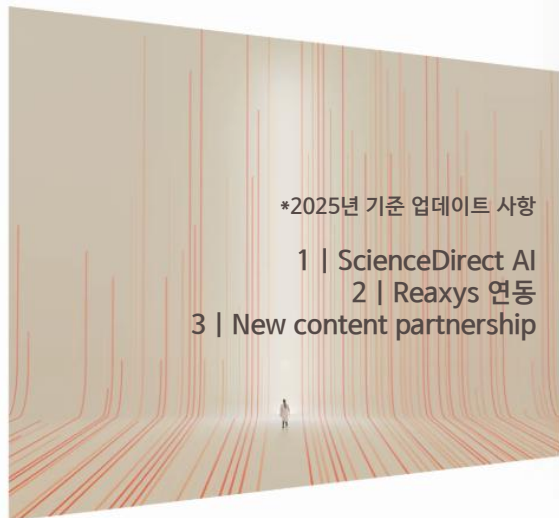 *2025년 기준 업데이트 사항
1 | ScienceDirect AI
2 | Reaxys 연동
3 | New content partnership